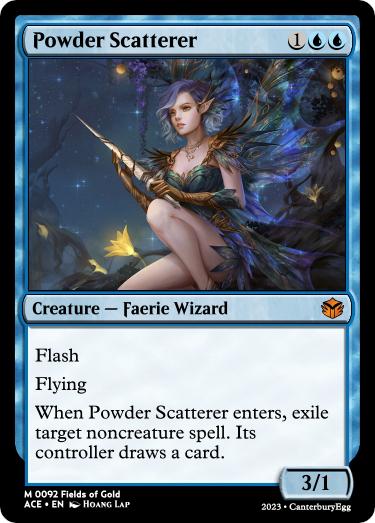 Powder Scatterer 1
Creature — Faerie Wizard
Flash
Flying
When Powder Scatterer enters, exile
target noncreature spell. Its
controller draws a card.
3/1
M 0092 Fields of Gold
ACE • EN Hoang Lap
2023 • CanterburyEgg